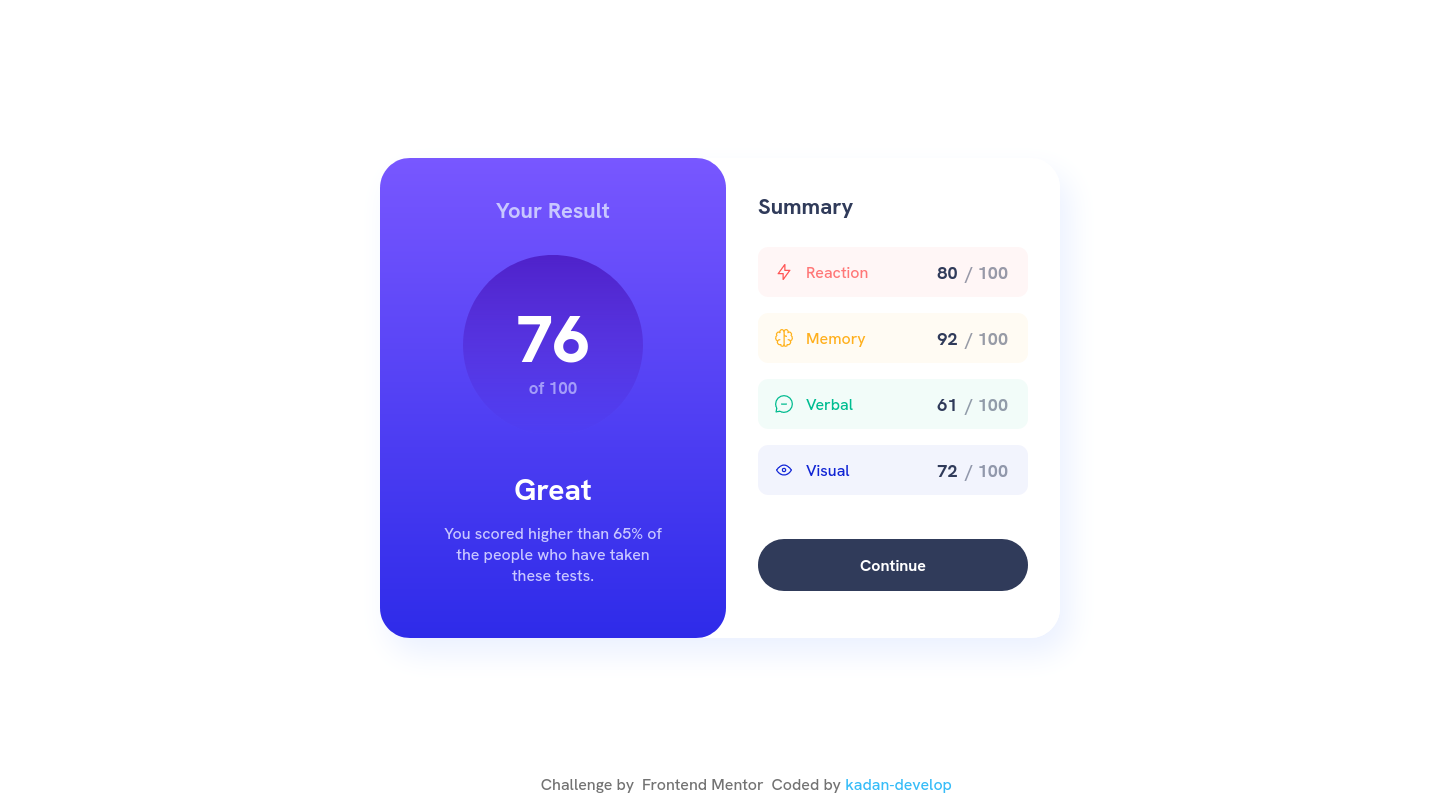 Your Result
76
of 100
Great
You scored higher than 65% of
the people who have taken
these tests.
Summary
Reaction 80 / 100
Memory 92 / 100
Verbal 61 / 100
Visual 72 / 100
Continue
Challenge by Frontend Mentor Coded by kadan-develop